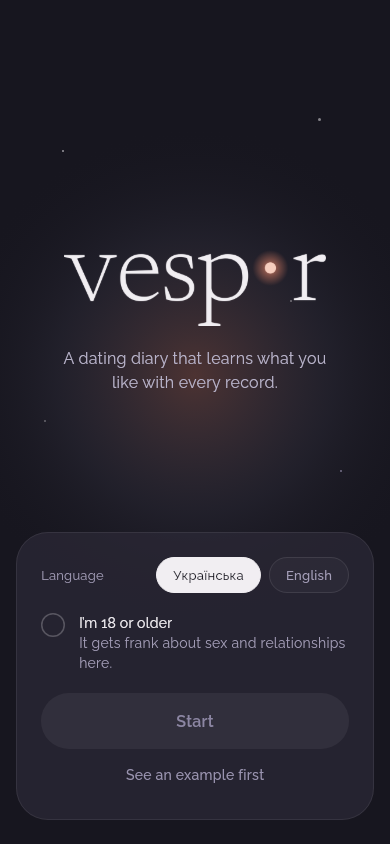 vesp•r
A dating diary that learns what you
like with every record.
Language
Українська
English
I'm 18 or older
It gets frank about sex and relationships
here.
Start
See an example first